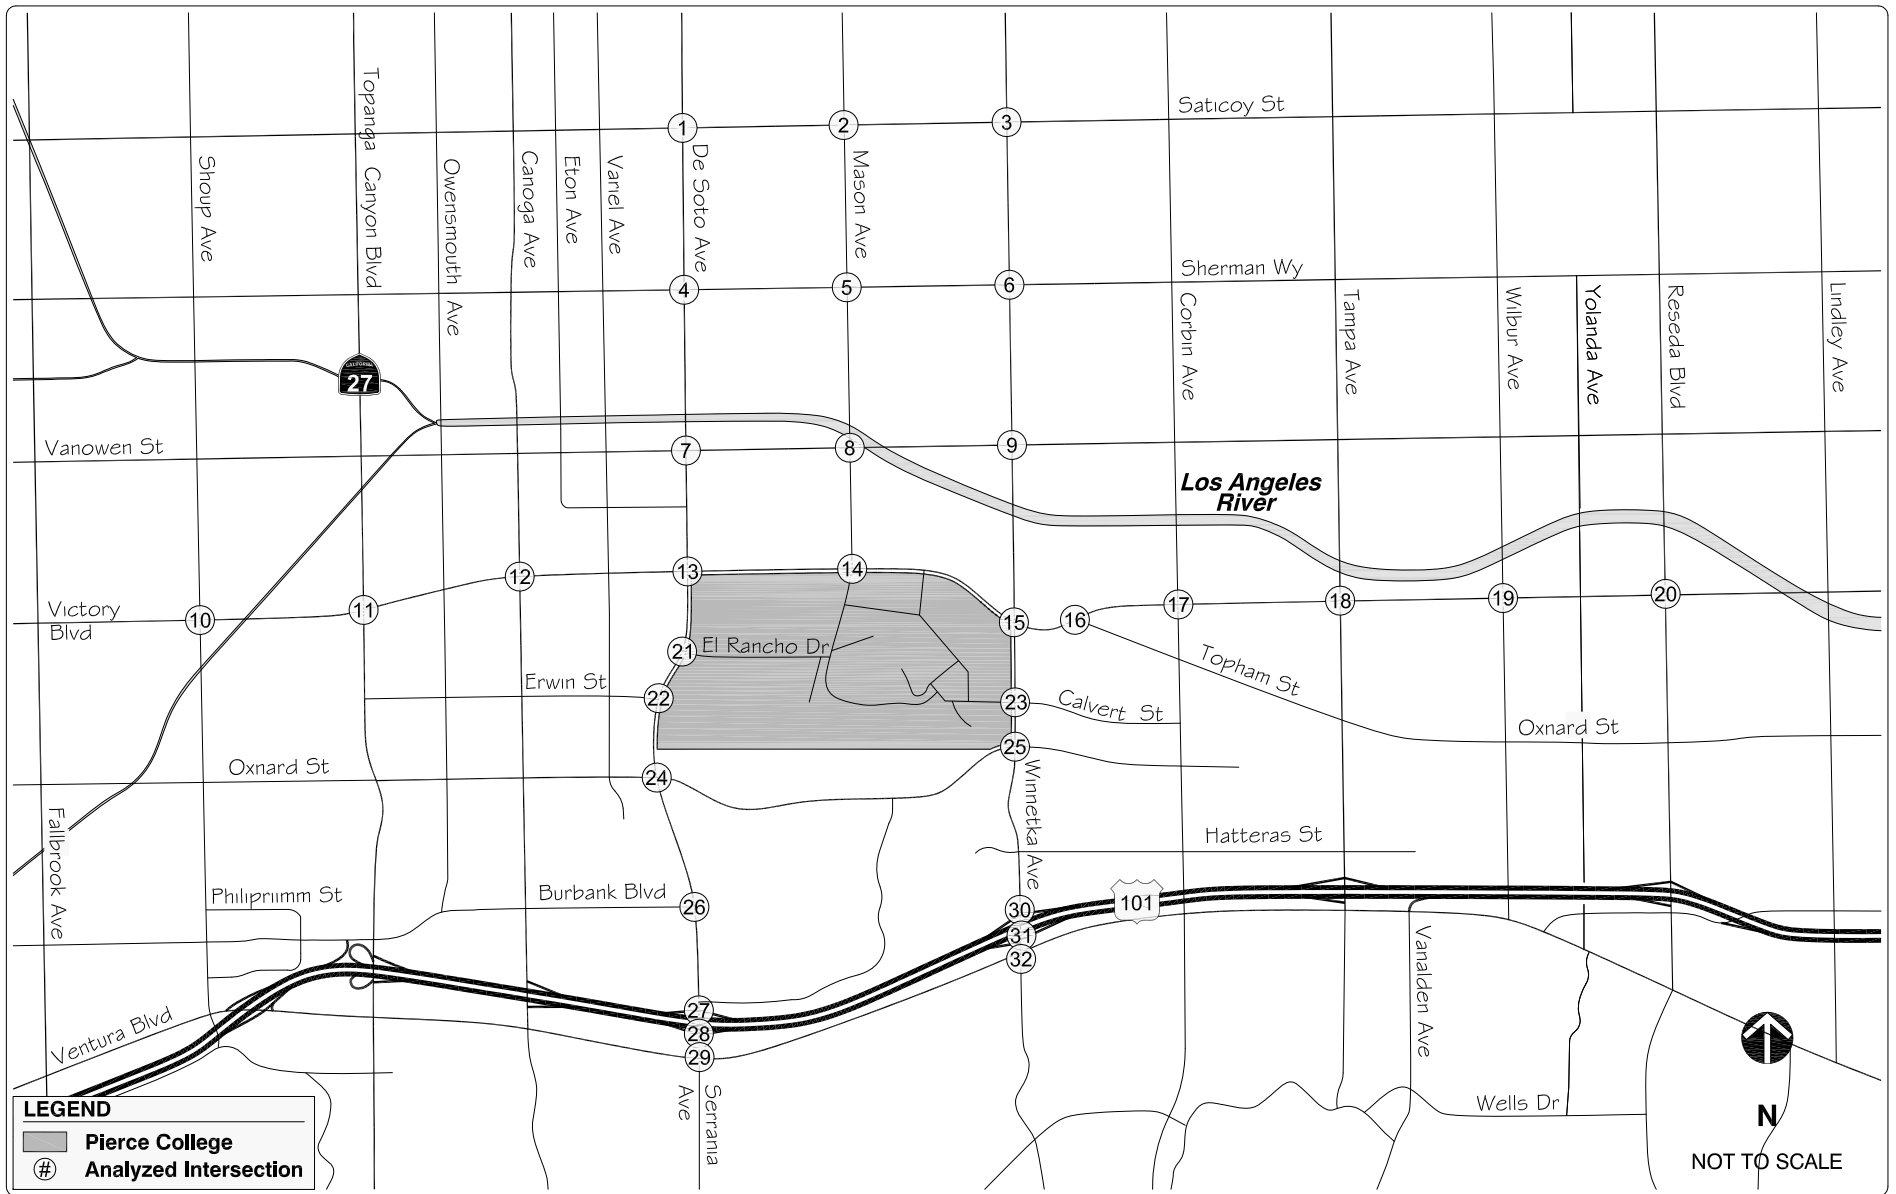 Saticoy St
1
2
3
Topanga Canyon Blvd
Shoup Ave
Owensmouth Ave
Canoga Ave
Eton Ave
Variel Ave
De Soto Ave
Mason Ave
Sherman Wy
4
5
6
Corbin Ave
Tampa Ave
Wilbur Ave
Yolanda Ave
Reseda Blvd
Lindley Ave
CALIFORNIA
27
Vanowen St
7
8
9
Los Angeles
River
Victory
Blvd
10
11
12
13
14
15
16
17
18
19
20
21
El Rancho Dr
Topham St
Erwin St
22
23
Calvert St
Oxnard St
25
Oxnard St
24
Winnetka Ave
Fallbrook Ave
Hatteras St
Philiprimm St
Burbank Blvd
26
30
101
31
32
Vanalden Ave
Ventura Blvd
27
28
29
Serrania
Ave
Wells Dr
LEGEND
Pierce College
# Analyzed Intersection
N
NOT TO SCALE